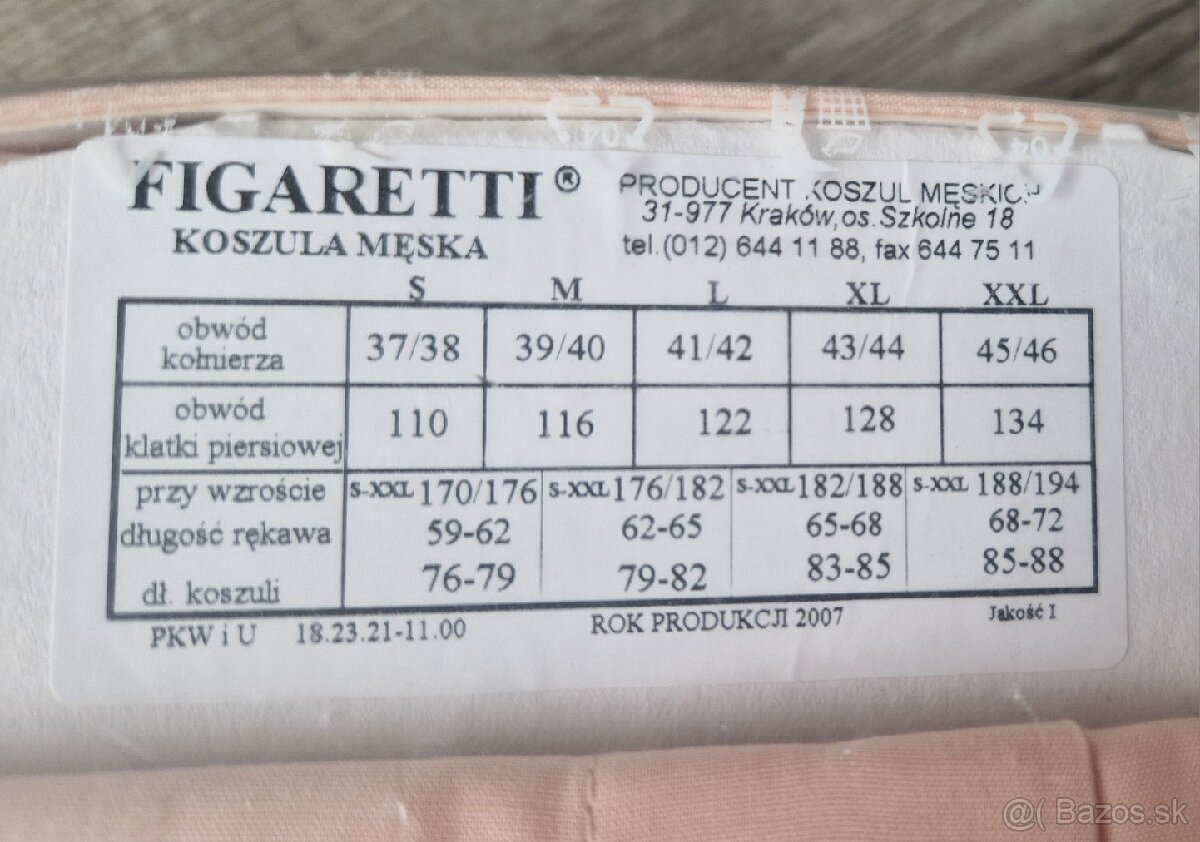 FIGARETTI®
KOSZULA MĘSKA
PRODUCENT KOSZUL MĘSKICH
31-977 Kraków, os. Szkolne 18
tel.(012) 644 11 88, fax 644 75 11
S M L XL XXL
obwód kołnierza 37/38 39/40 41/42 43/44 45/46
obwód klatki piersiowej 110 116 122 128 134
przy wzroście S-XXL 170/176 S-XXL 176/182 S-XXL 182/188 S-XXL 188/194
długość rękawa 59-62 62-65 65-68 68-72
dł. koszuli 76-79 79-82 83-85 85-88
PKW i U 18.23.21-11.00 ROK PRODUKCJI 2007 Jakość I
04
04
@( Bazos.sk